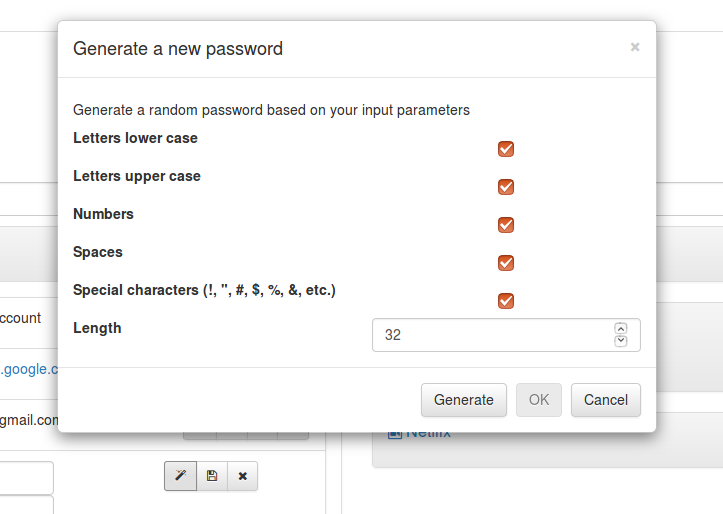 Generate a new password
×
Generate a random password based on your input parameters
Letters lower case
Letters upper case
Numbers
Spaces
Special characters (!, ", #, $, %, &, etc.)
Length
32
Generate
OK
Cancel
ccount
.google.c
gmail.com
Netflix